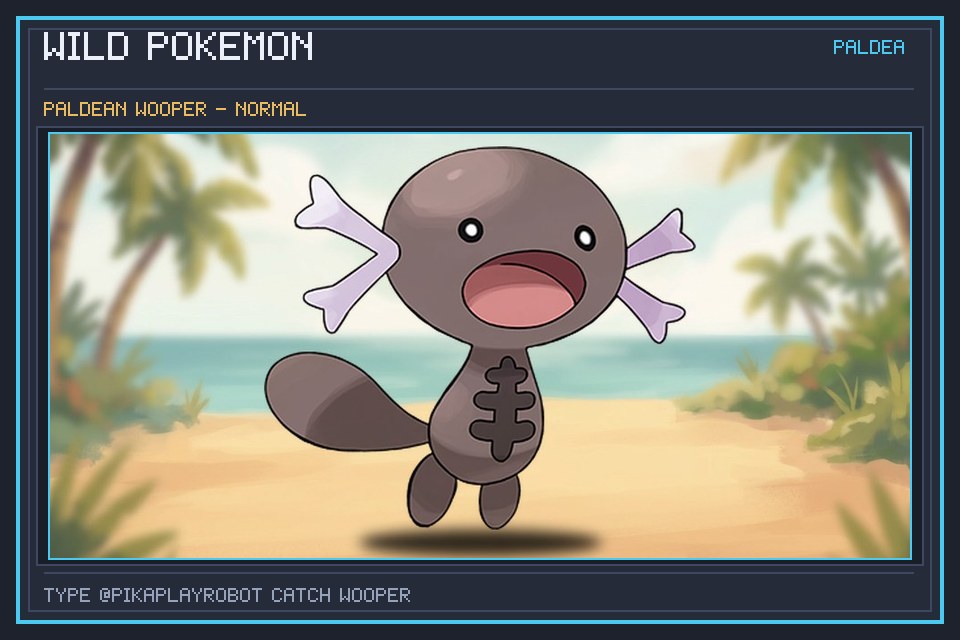 WILD POKEMON
PALDEA
PALDEAN WOOPER - NORMAL
TYPE @PIKAPLAYROBOT CATCH WOOPER